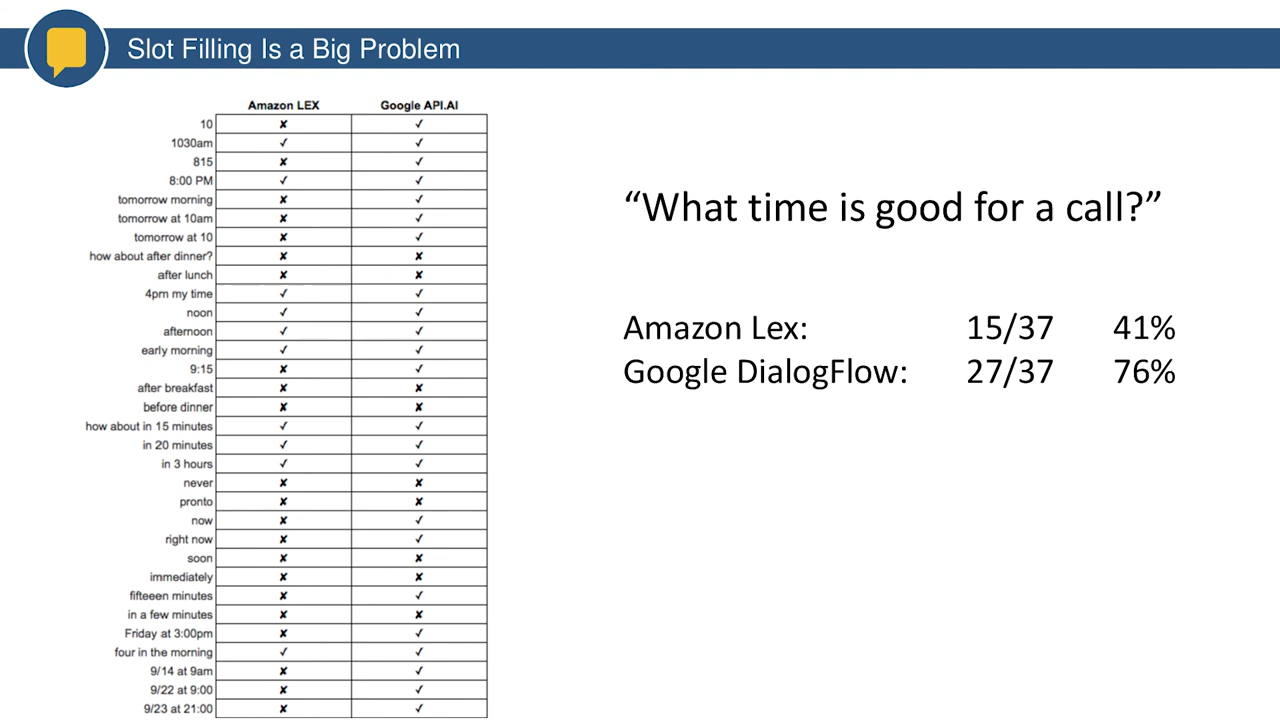 Slot Filling Is a Big Problem
Amazon LEX Google API.AI
10 ✘ ✓
1030am ✓ ✓
815 ✘ ✓
8:00 PM ✓ ✓
tomorrow morning ✘ ✓
tomorrow at 10am ✘ ✓
tomorrow at 10 ✘ ✓
how about after dinner? ✘ ✘
after lunch ✘ ✘
4pm my time ✓ ✓
noon ✓ ✓
afternoon ✓ ✓
early morning ✓ ✓
9:15 ✘ ✓
after breakfast ✘ ✘
before dinner ✘ ✘
how about in 15 minutes ✓ ✓
in 20 minutes ✓ ✓
in 3 hours ✓ ✓
never ✘ ✘
pronto ✘ ✘
now ✘ ✓
right now ✘ ✓
soon ✘ ✘
immediately ✘ ✘
fifteeen minutes ✘ ✓
in a few minutes ✘ ✘
Friday at 3:00pm ✘ ✓
four in the morning ✓ ✓
9/14 at 9am ✘ ✓
9/22 at 9:00 ✘ ✓
9/23 at 21:00 ✘ ✓
“What time is good for a call?”
Amazon Lex: 15/37 41%
Google DialogFlow: 27/37 76%